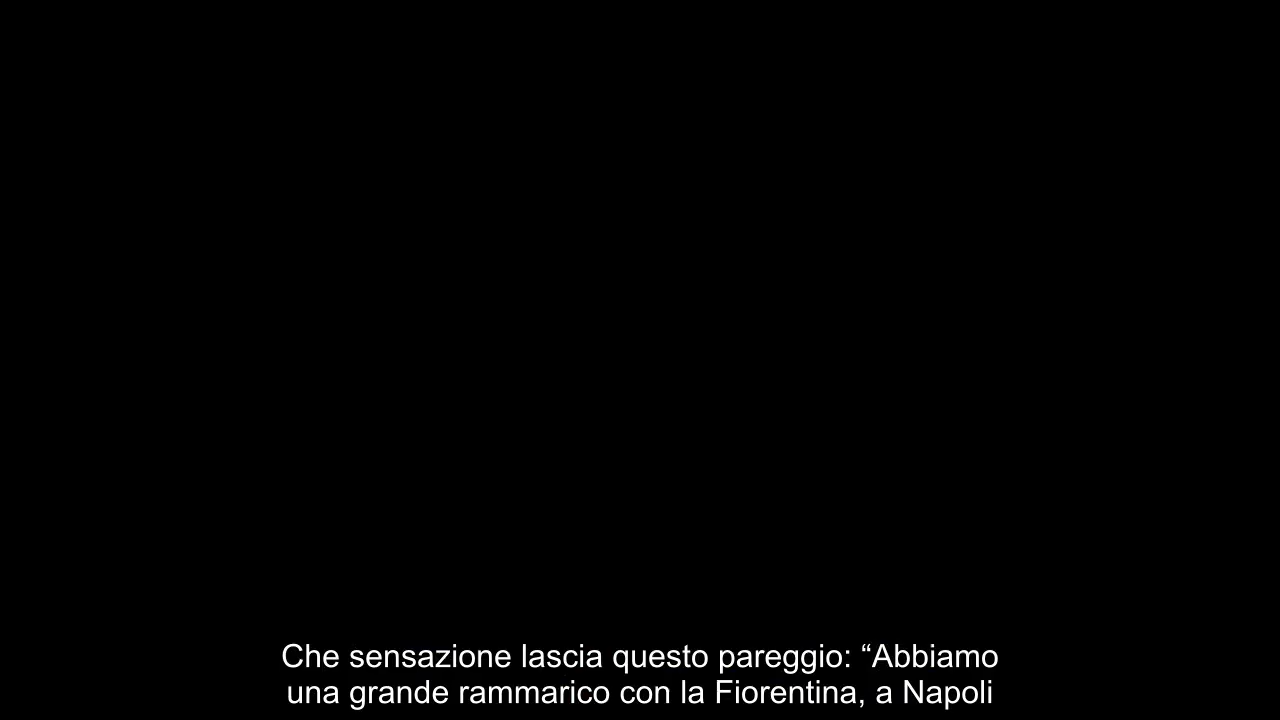 Che sensazione lascia questo pareggio: “Abbiamo
una grande rammarico con la Fiorentina, a Napoli